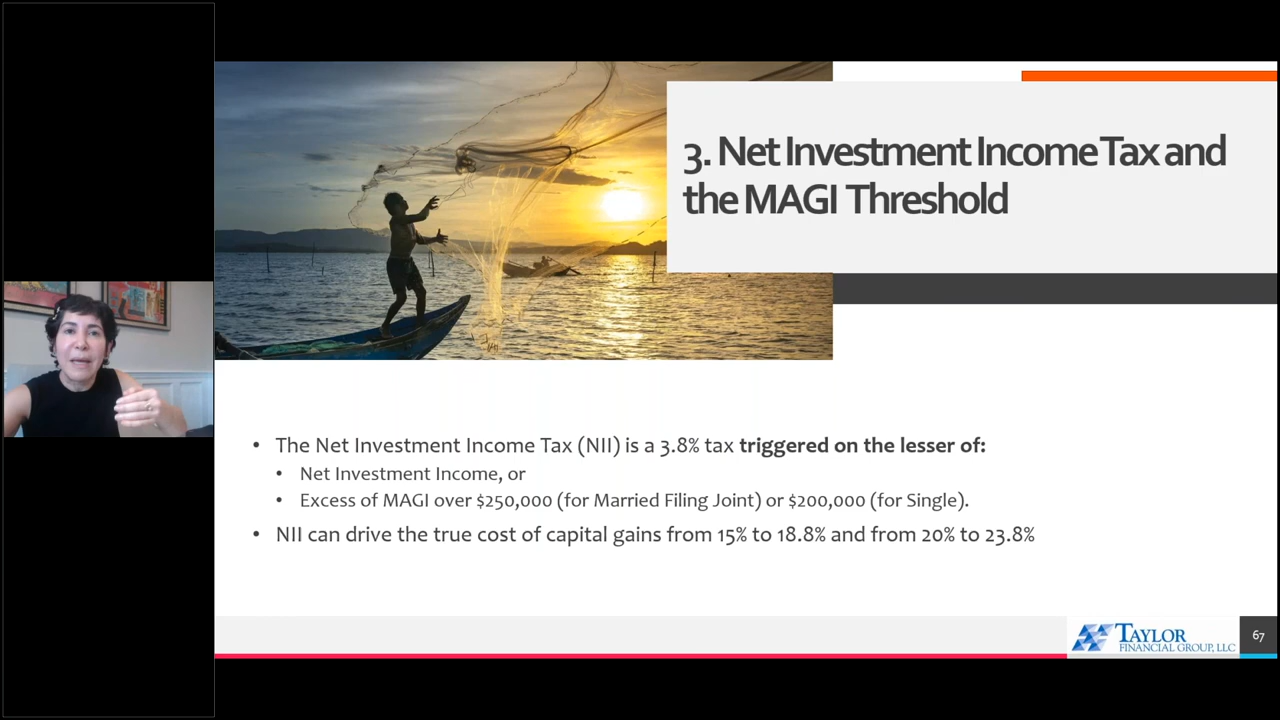 3. Net Investment Income Tax and
the MAGI Threshold
• The Net Investment Income Tax (NII) is a 3.8% tax triggered on the lesser of:
• Net Investment Income, or
• Excess of MAGI over $250,000 (for Married Filing Joint) or $200,000 (for Single).
• NII can drive the true cost of capital gains from 15% to 18.8% and from 20% to 23.8%
TAYLOR
FINANCIAL GROUP, LLC
67